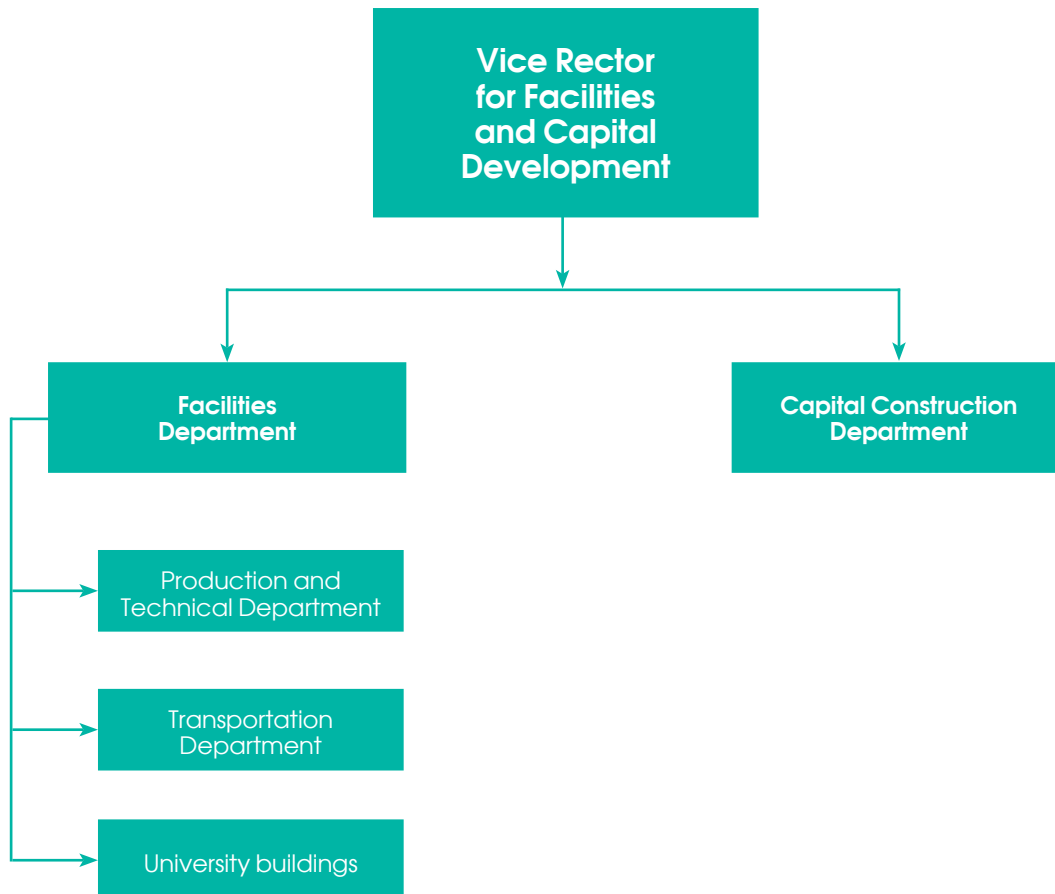 Vice Rector
for Facilities
and Capital
Development
Facilities
Department
Capital Construction
Department
Production and
Technical Department
Transportation
Department
University buildings